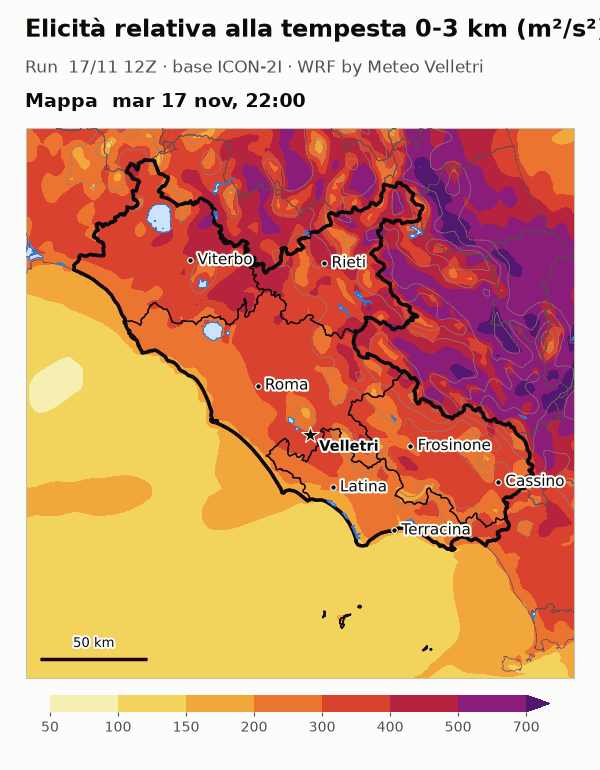 Elicità relativa alla tempesta 0-3 km (m²/s²)
Run 17/11 12Z · base ICON-2I · WRF by Meteo Velletri
Mappa mar 17 nov, 22:00
Viterbo
Rieti
Roma
Velletri
Frosinone
Cassino
Latina
Terracina
50 km
50 100 150 200 300 400 500 700